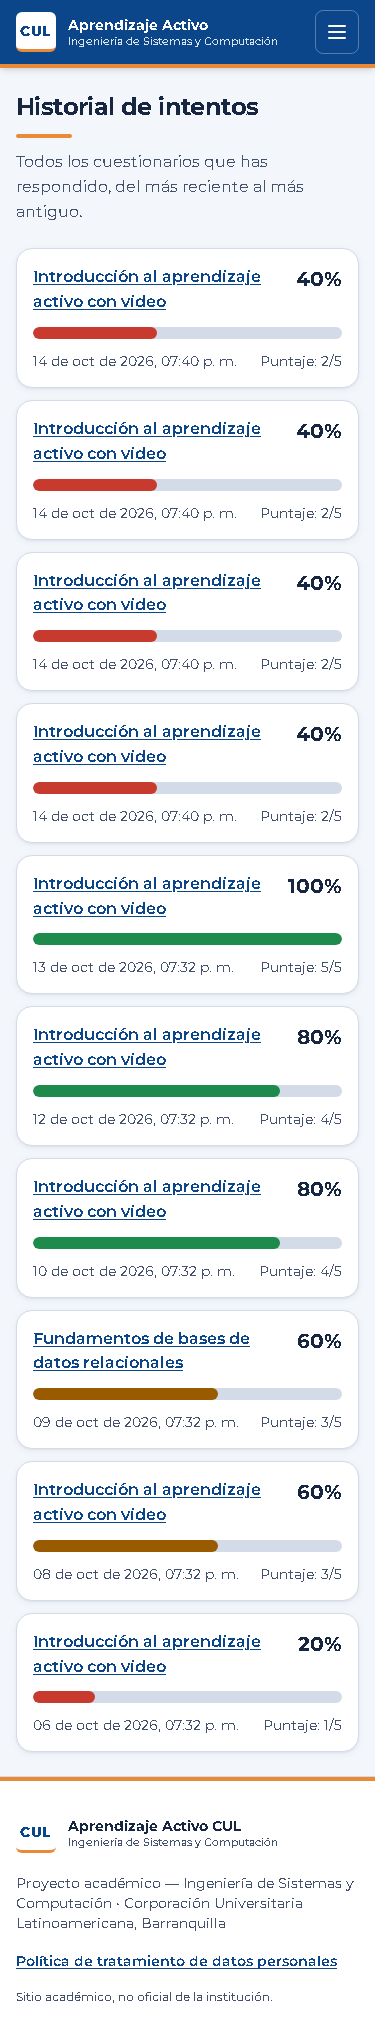 CUL
Aprendizaje Activo
Ingeniería de Sistemas y Computación
Historial de intentos
Todos los cuestionarios que has
respondido, del más reciente al más
antiguo.
Introducción al aprendizaje
activo con video
40%
14 de oct de 2026, 07:40 p. m.
Puntaje: 2/5
Introducción al aprendizaje
activo con video
40%
14 de oct de 2026, 07:40 p. m.
Puntaje: 2/5
Introducción al aprendizaje
activo con video
40%
14 de oct de 2026, 07:40 p. m.
Puntaje: 2/5
Introducción al aprendizaje
activo con video
40%
14 de oct de 2026, 07:40 p. m.
Puntaje: 2/5
Introducción al aprendizaje
activo con video
100%
13 de oct de 2026, 07:32 p. m.
Puntaje: 5/5
Introducción al aprendizaje
activo con video
80%
12 de oct de 2026, 07:32 p. m.
Puntaje: 4/5
Introducción al aprendizaje
activo con video
80%
10 de oct de 2026, 07:32 p. m.
Puntaje: 4/5
Fundamentos de bases de
datos relacionales
60%
09 de oct de 2026, 07:32 p. m.
Puntaje: 3/5
Introducción al aprendizaje
activo con video
60%
08 de oct de 2026, 07:32 p. m.
Puntaje: 3/5
Introducción al aprendizaje
activo con video
20%
06 de oct de 2026, 07:32 p. m.
Puntaje: 1/5
CUL
Aprendizaje Activo CUL
Ingeniería de Sistemas y Computación
Proyecto académico — Ingeniería de Sistemas y
Computación · Corporación Universitaria
Latinoamericana, Barranquilla
Política de tratamiento de datos personales
Sitio académico, no oficial de la institución.